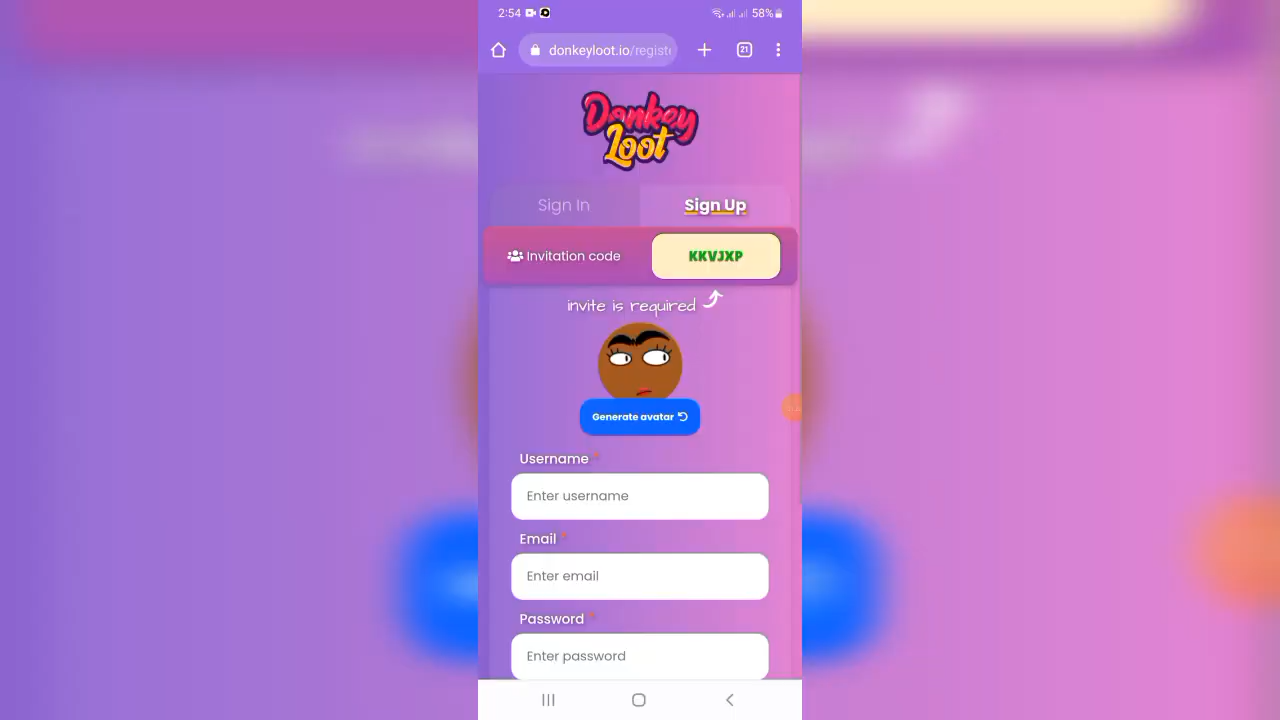 2:54
58%
donkeyloot.io/registe
21
Donkey
Loot
Sign In
Sign Up
Invitation code
KKVJXP
invite is required
Generate avatar
Username *
Enter username
Email *
Enter email
Password *
Enter password